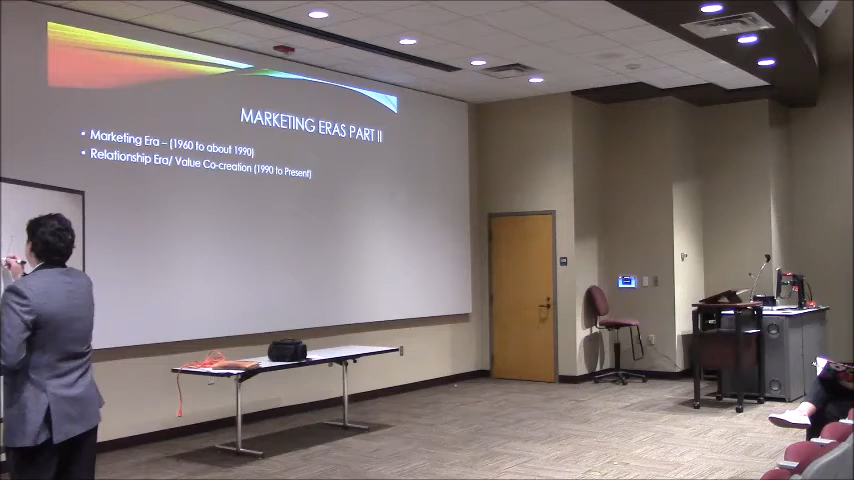 MARKETING ERAS PART II
• Marketing Era – (1960 to about 1990)
• Relationship Era/ Value Co-creation (1990 to Present)